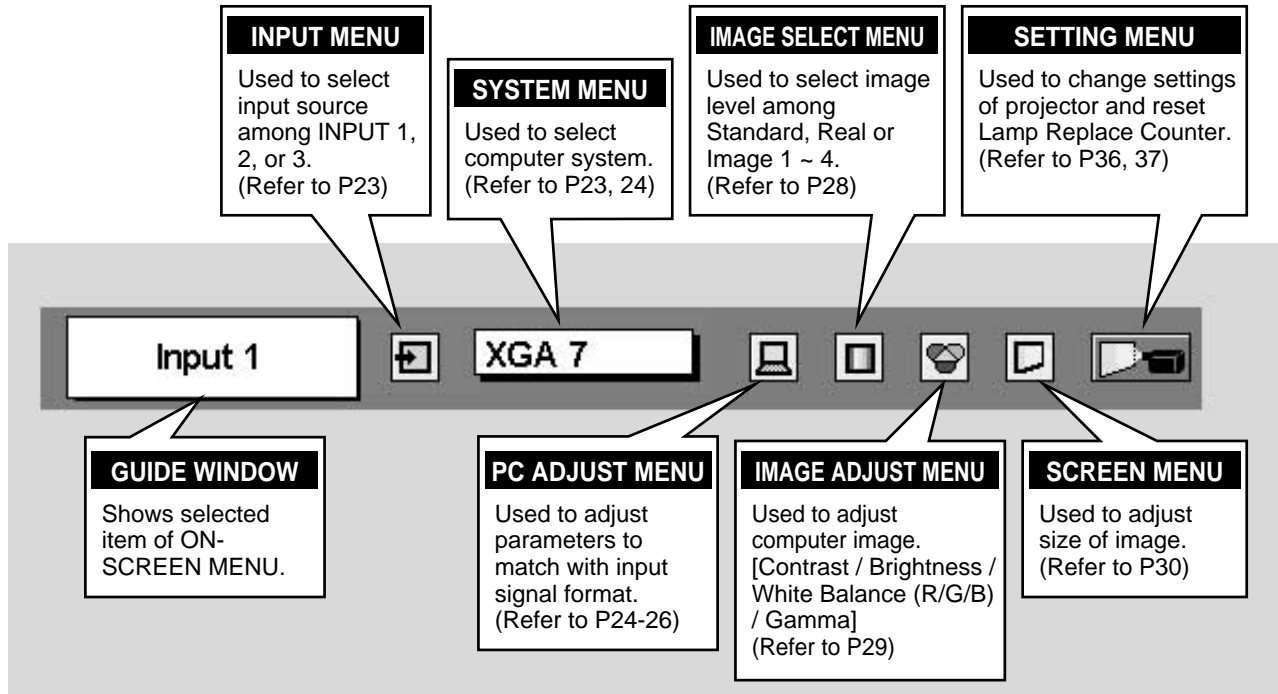 INPUT MENU
Used to select
input source
among INPUT 1,
2, or 3.
(Refer to P23)
SYSTEM MENU
Used to select
computer system.
(Refer to P23, 24)
IMAGE SELECT MENU
Used to select image
level among
Standard, Real or
Image 1 ~ 4.
(Refer to P28)
SETTING MENU
Used to change settings
of projector and reset
Lamp Replace Counter.
(Refer to P36, 37)
Input 1
XGA 7
GUIDE WINDOW
Shows selected
item of ON-
SCREEN MENU.
PC ADJUST MENU
Used to adjust
parameters to
match with input
signal format.
(Refer to P24-26)
IMAGE ADJUST MENU
Used to adjust
computer image.
[Contrast / Brightness /
White Balance (R/G/B)
/ Gamma]
(Refer to P29)
SCREEN MENU
Used to adjust
size of image.
(Refer to P30)